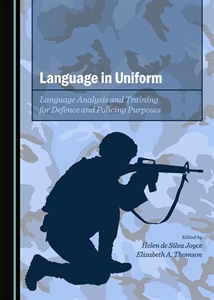 Language in Uniform
Language Analysis and Training
for Defence and Policing Purposes
Edited by
Helen de Silva Joyce
Elizabeth A. Thomson